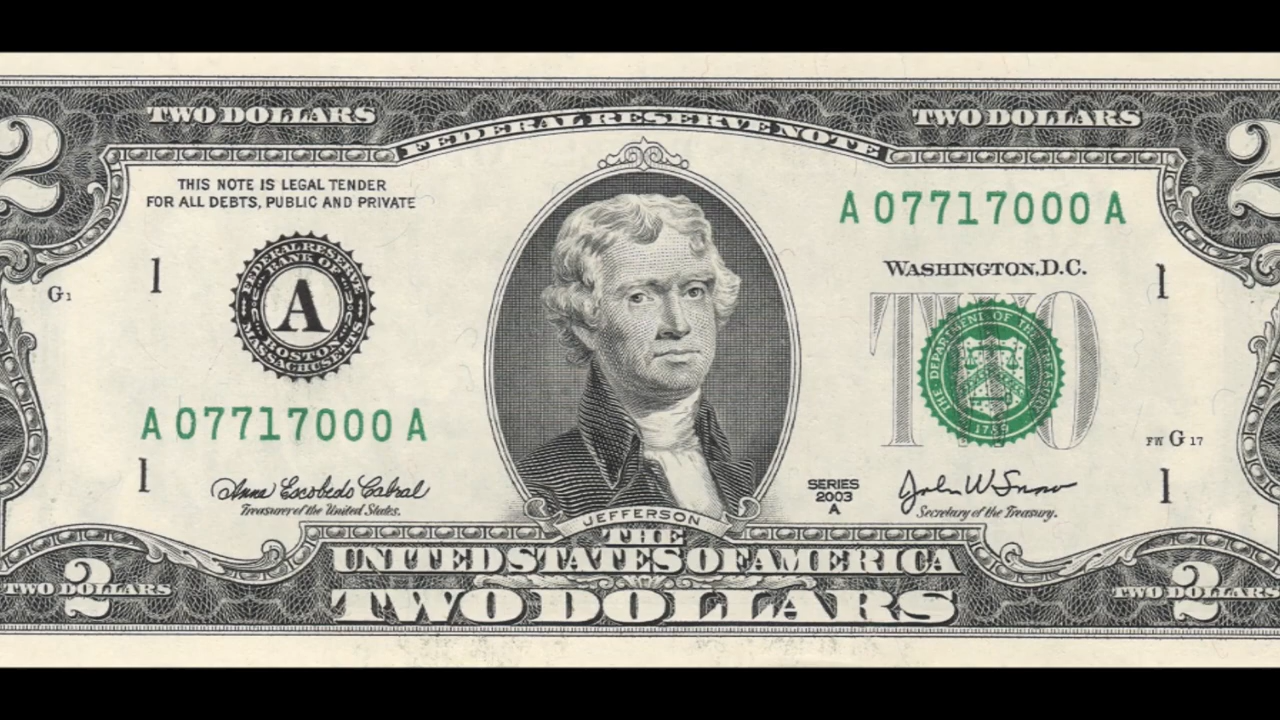 TWO DOLLARS
FEDERAL RESERVE NOTE
TWO DOLLARS
2
2
THIS NOTE IS LEGAL TENDER
FOR ALL DEBTS, PUBLIC AND PRIVATE
A 07717000 A
WASHINGTON, D.C.
1
G1
FEDERAL RESERVE
BANK OF
A
BOSTON
MASSACHUSETTS
1
TWO
THE DEPARTMENT OF THE TREASURY
1789
A 07717000 A
FW G 17
1
Anna Escobedo Cabral
Treasurer of the United States.
SERIES
2003
A
John W Snow
Secretary of the Treasury.
1
JEFFERSON
THE
UNITED STATES OF AMERICA
TWO DOLLARS
2
TWO DOLLARS
2
TWO DOLLARS